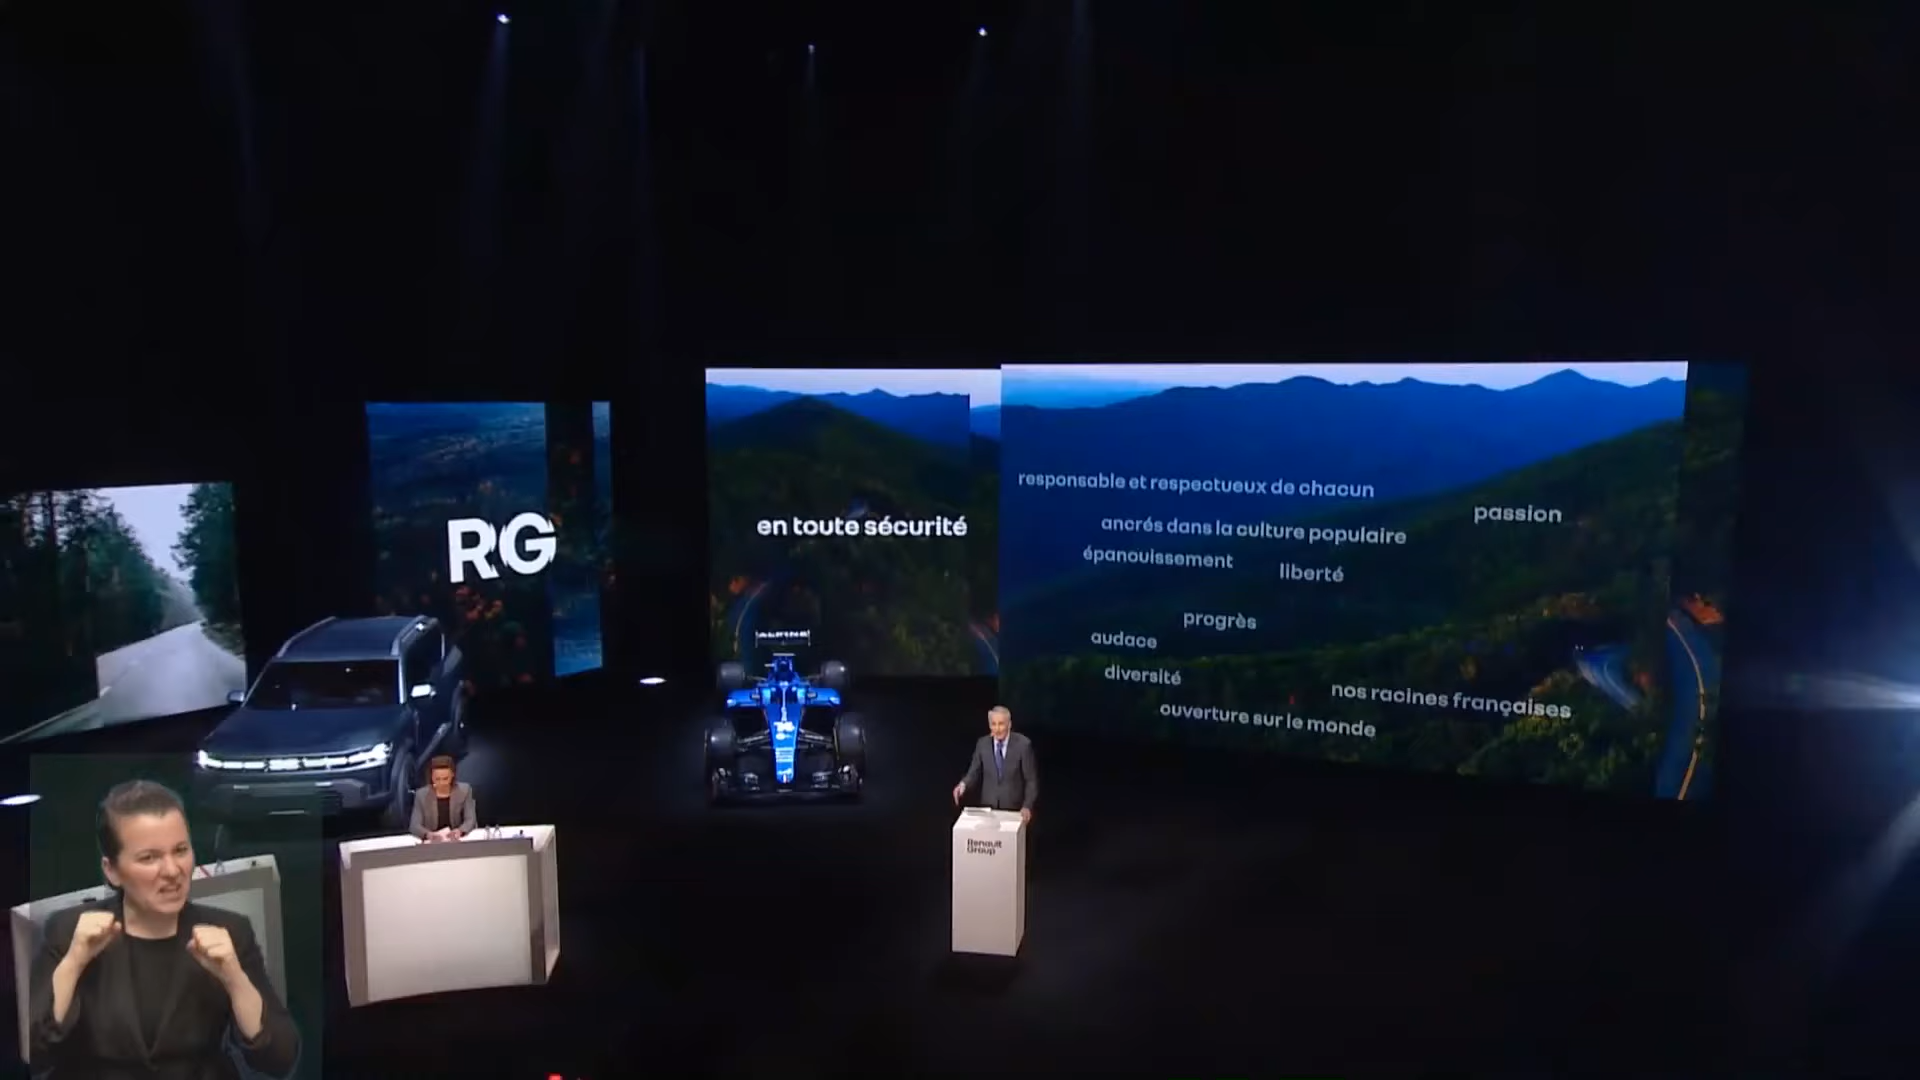 RG
en toute sécurité
responsable et respectueux de chacun
passion
ancrés dans la culture populaire
épanouissement
liberté
progrès
audace
diversité
nos racines françaises
ouverture sur le monde
ALPINE
Renault
Group